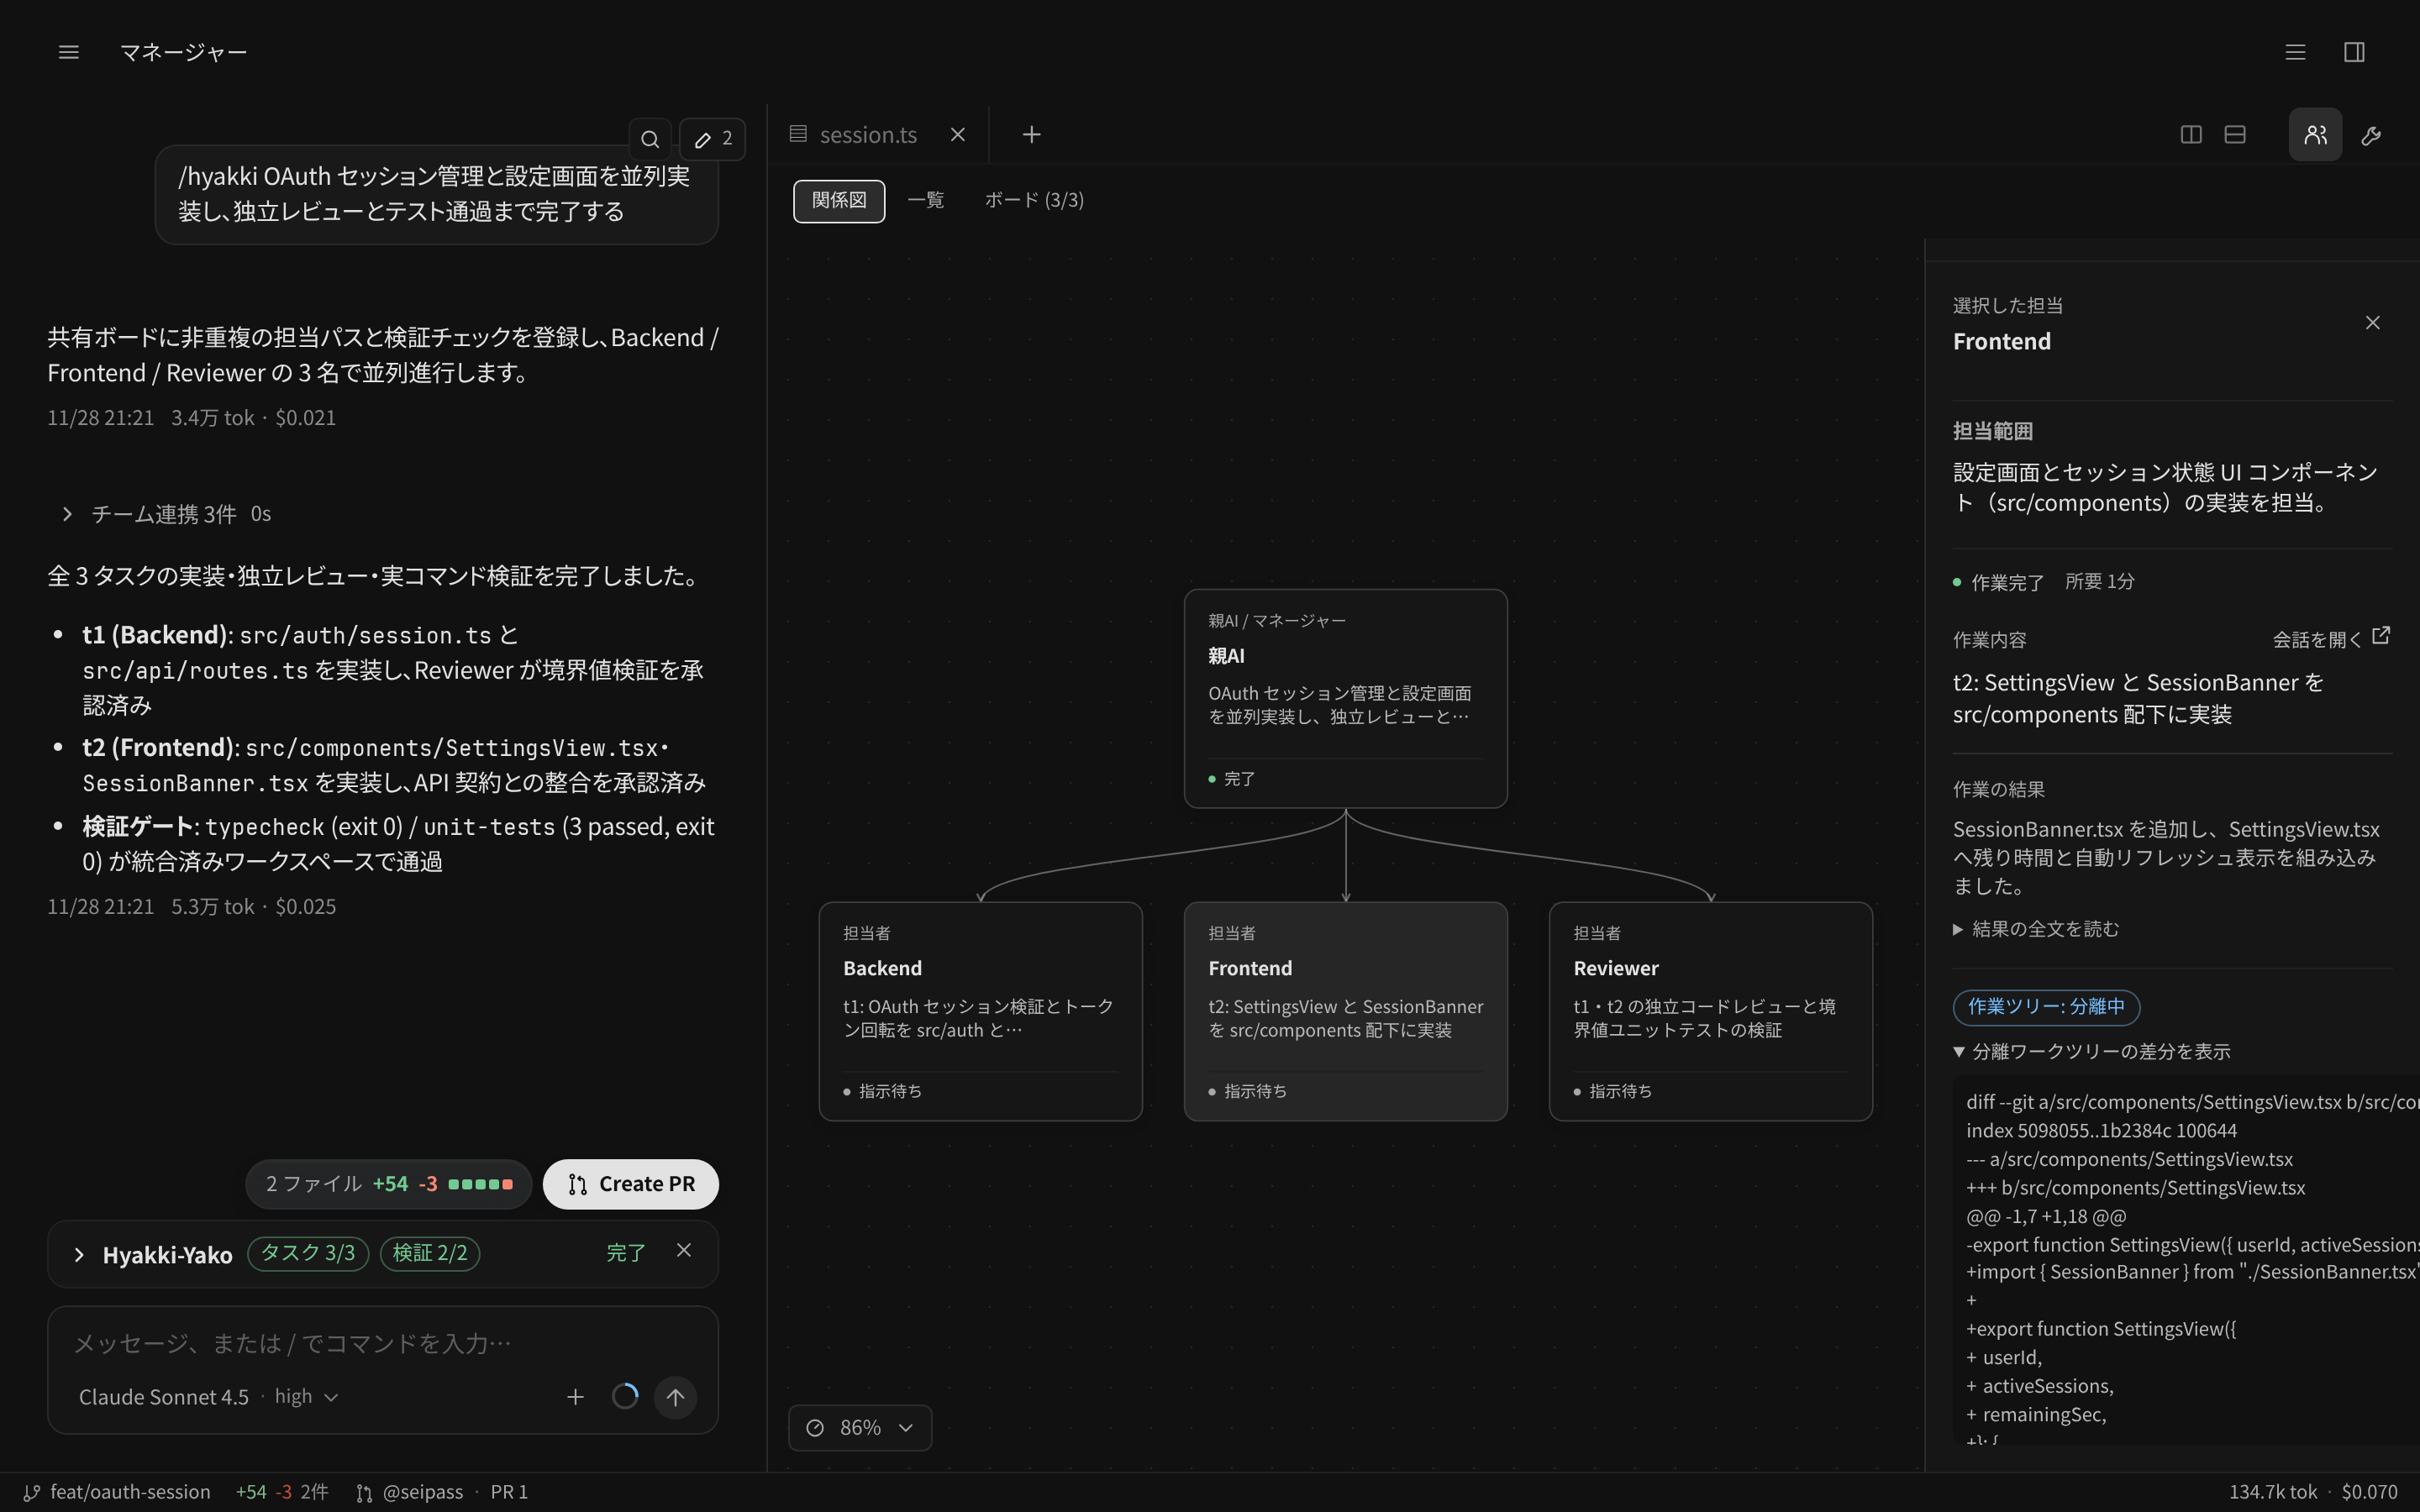 マネージャー
2
/hyakki OAuth セッション管理と設定画面を並列実
装し、独立レビューとテスト通過まで完了する
共有ボードに非重複の担当パスと検証チェックを登録し、Backend /
Frontend / Reviewer の 3 名で並列進行します。
11/28 21:21 3.4万 tok · $0.021
チーム連携 3件 0s
全 3 タスクの実装・独立レビュー・実コマンド検証を完了しました。
t1 (Backend): src/auth/session.ts と
src/api/routes.ts を実装し、Reviewer が境界値検証を承
認済み
t2 (Frontend): src/components/SettingsView.tsx・
SessionBanner.tsx を実装し、API 契約との整合を承認済み
検証ゲート: typecheck (exit 0) / unit-tests (3 passed, exit
0) が統合済みワークスペースで通過
11/28 21:21 5.3万 tok · $0.025
2 ファイル +54 -3
Create PR
Hyakki-Yako タスク 3/3 検証 2/2 完了
メッセージ、または / でコマンドを入力…
Claude Sonnet 4.5 · high
session.ts
関係図 一覧 ボード (3/3)
親AI / マネージャー
親AI
OAuth セッション管理と設定画面
を並列実装し、独立レビューと…
完了
担当者
Backend
t1: OAuth セッション検証とトーク
ン回転を src/auth と…
指示待ち
担当者
Frontend
t2: SettingsView と SessionBanner
を src/components 配下に実装
指示待ち
担当者
Reviewer
t1・t2 の独立コードレビューと境
界値ユニットテストの検証
指示待ち
86%
選択した担当
Frontend
担当範囲
設定画面とセッション状態 UI コンポーネン
ト（src/components）の実装を担当。
作業完了 所要 1分
作業内容 会話を開く
t2: SettingsView と SessionBanner を
src/components 配下に実装
作業の結果
SessionBanner.tsx を追加し、SettingsView.tsx
へ残り時間と自動リフレッシュ表示を組み込み
ました。
結果の全文を読む
作業ツリー: 分離中
分離ワークツリーの差分を表示
diff --git a/src/components/SettingsView.tsx b/src/co
index 5098055..1b2384c 100644
--- a/src/components/SettingsView.tsx
+++ b/src/components/SettingsView.tsx
@@ -1,7 +1,18 @@
-export function SettingsView({ userId, activeSessions
+import { SessionBanner } from "./SessionBanner.tsx"
+
+export function SettingsView({
+ userId,
+ activeSessions,
+ remainingSec,
+}: {
feat/oauth-session +54 -3 2件 @seipass · PR 1
134.7k tok · $0.070